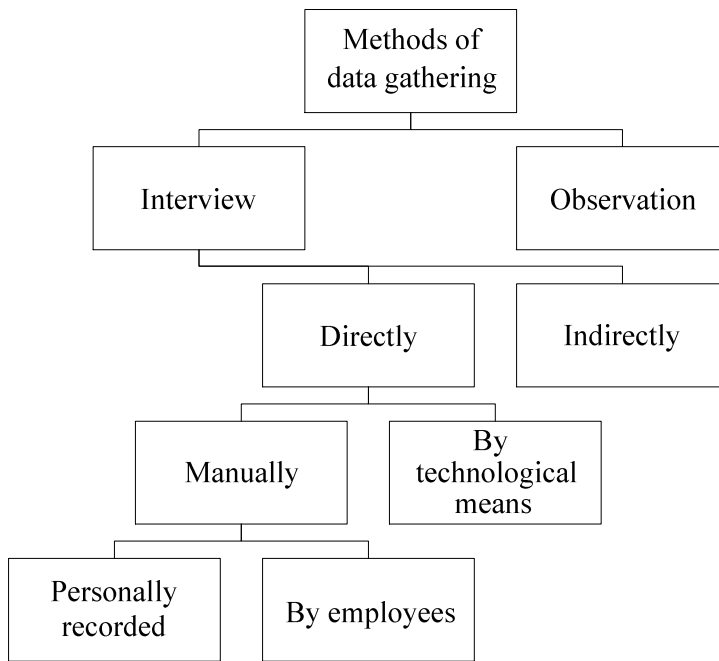 Methods of
data gathering
Interview
Observation
Directly
Indirectly
Manually
By
technological
means
Personally
recorded
By employees